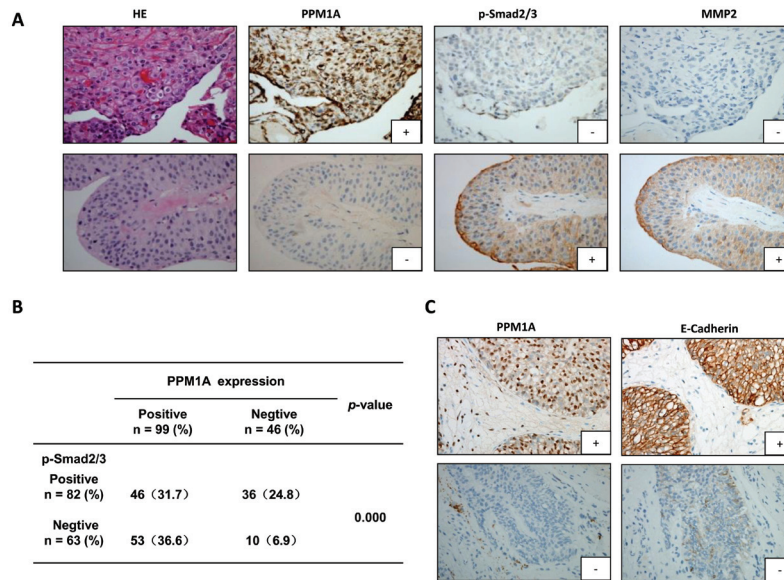 A
HE PPM1A p-Smad2/3 MMP2
+ - -
- + +
B
PPM1A expression
Positive Negtive p-value
n = 99 (%) n = 46 (%)
p-Smad2/3
Positive
n = 82 (%) 46（31.7） 36（24.8）
0.000
Negtive
n = 63 (%) 53（36.6） 10（6.9）
C
PPM1A E-Cadherin
+ +
- -